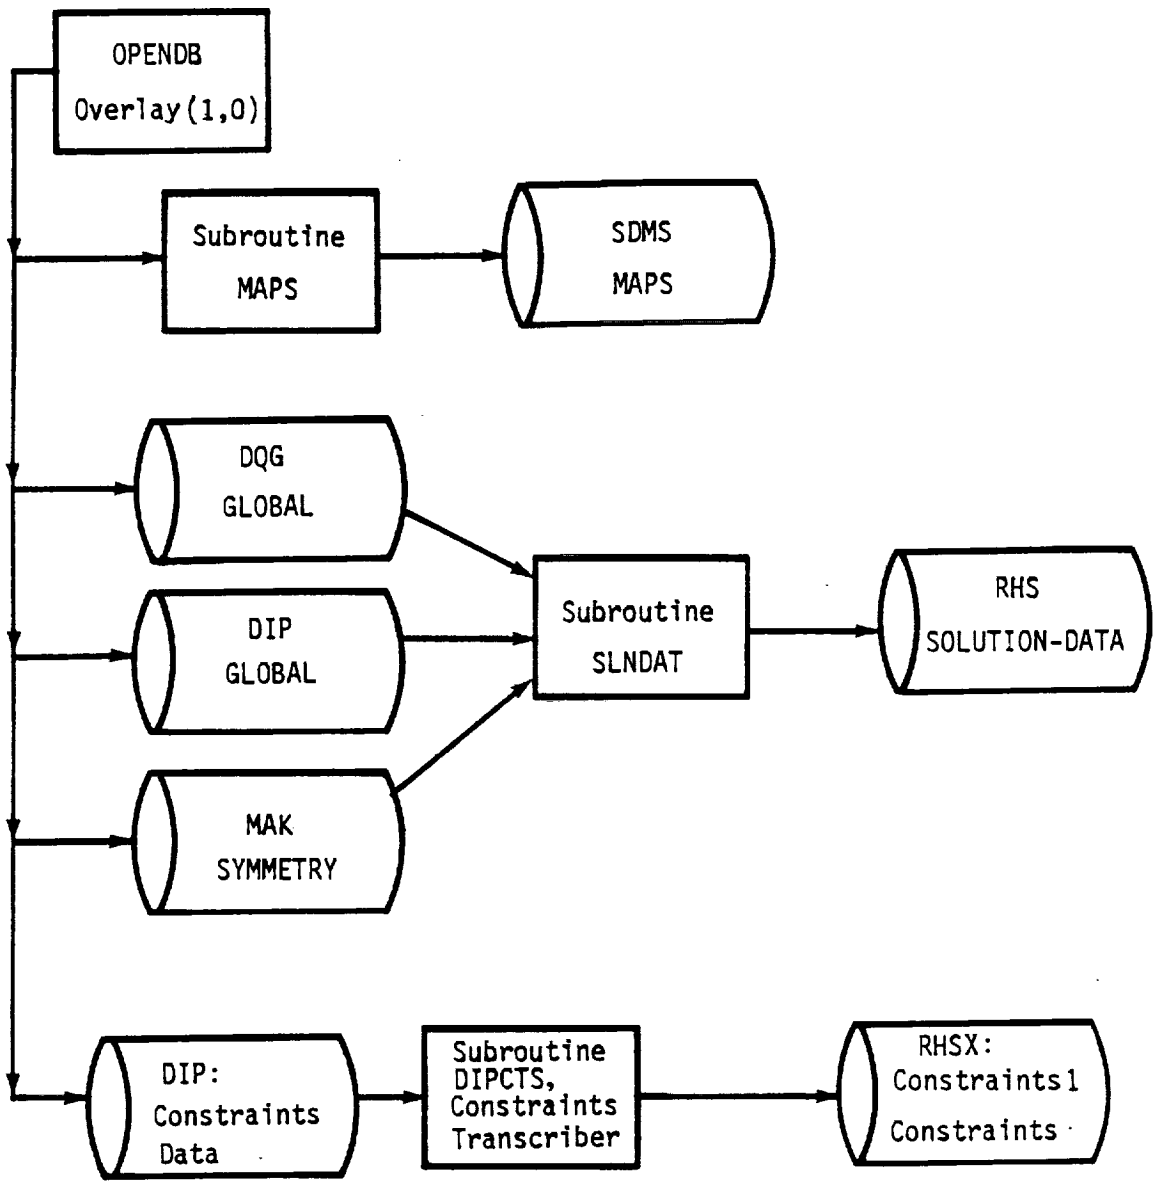 OPENDB
Overlay(1,0)
Subroutine
MAPS
SDMS
MAPS
DQG
GLOBAL
DIP
GLOBAL
MAK
SYMMETRY
Subroutine
SLNDAT
RHS
SOLUTION-DATA
DIP:
Constraints
Data
Subroutine
DIPCTS,
Constraints
Transcriber
RHSX:
Constraints1
Constraints